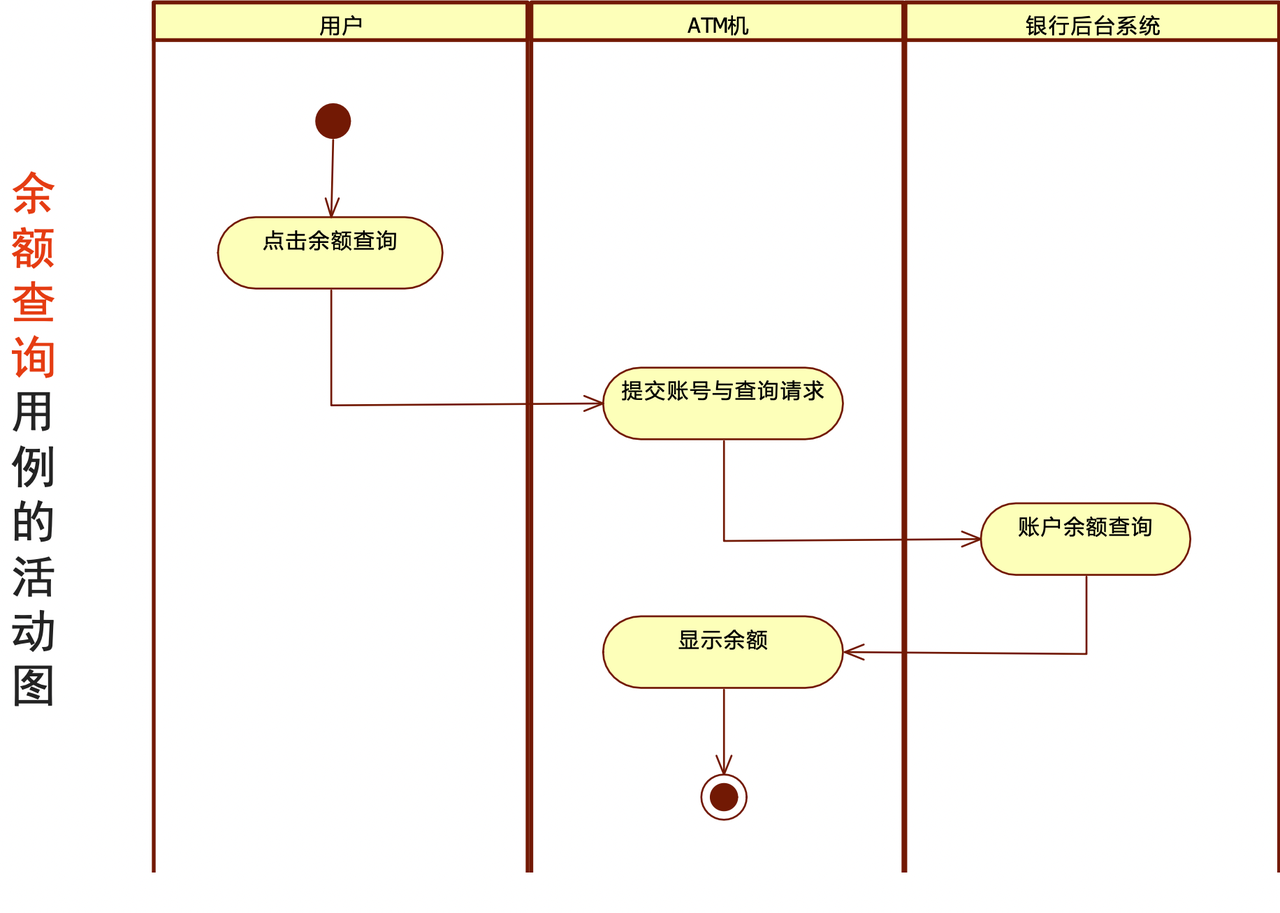 余额查询用例的活动图
用户
ATM机
银行后台系统
点击余额查询
提交账号与查询请求
账户余额查询
显示余额